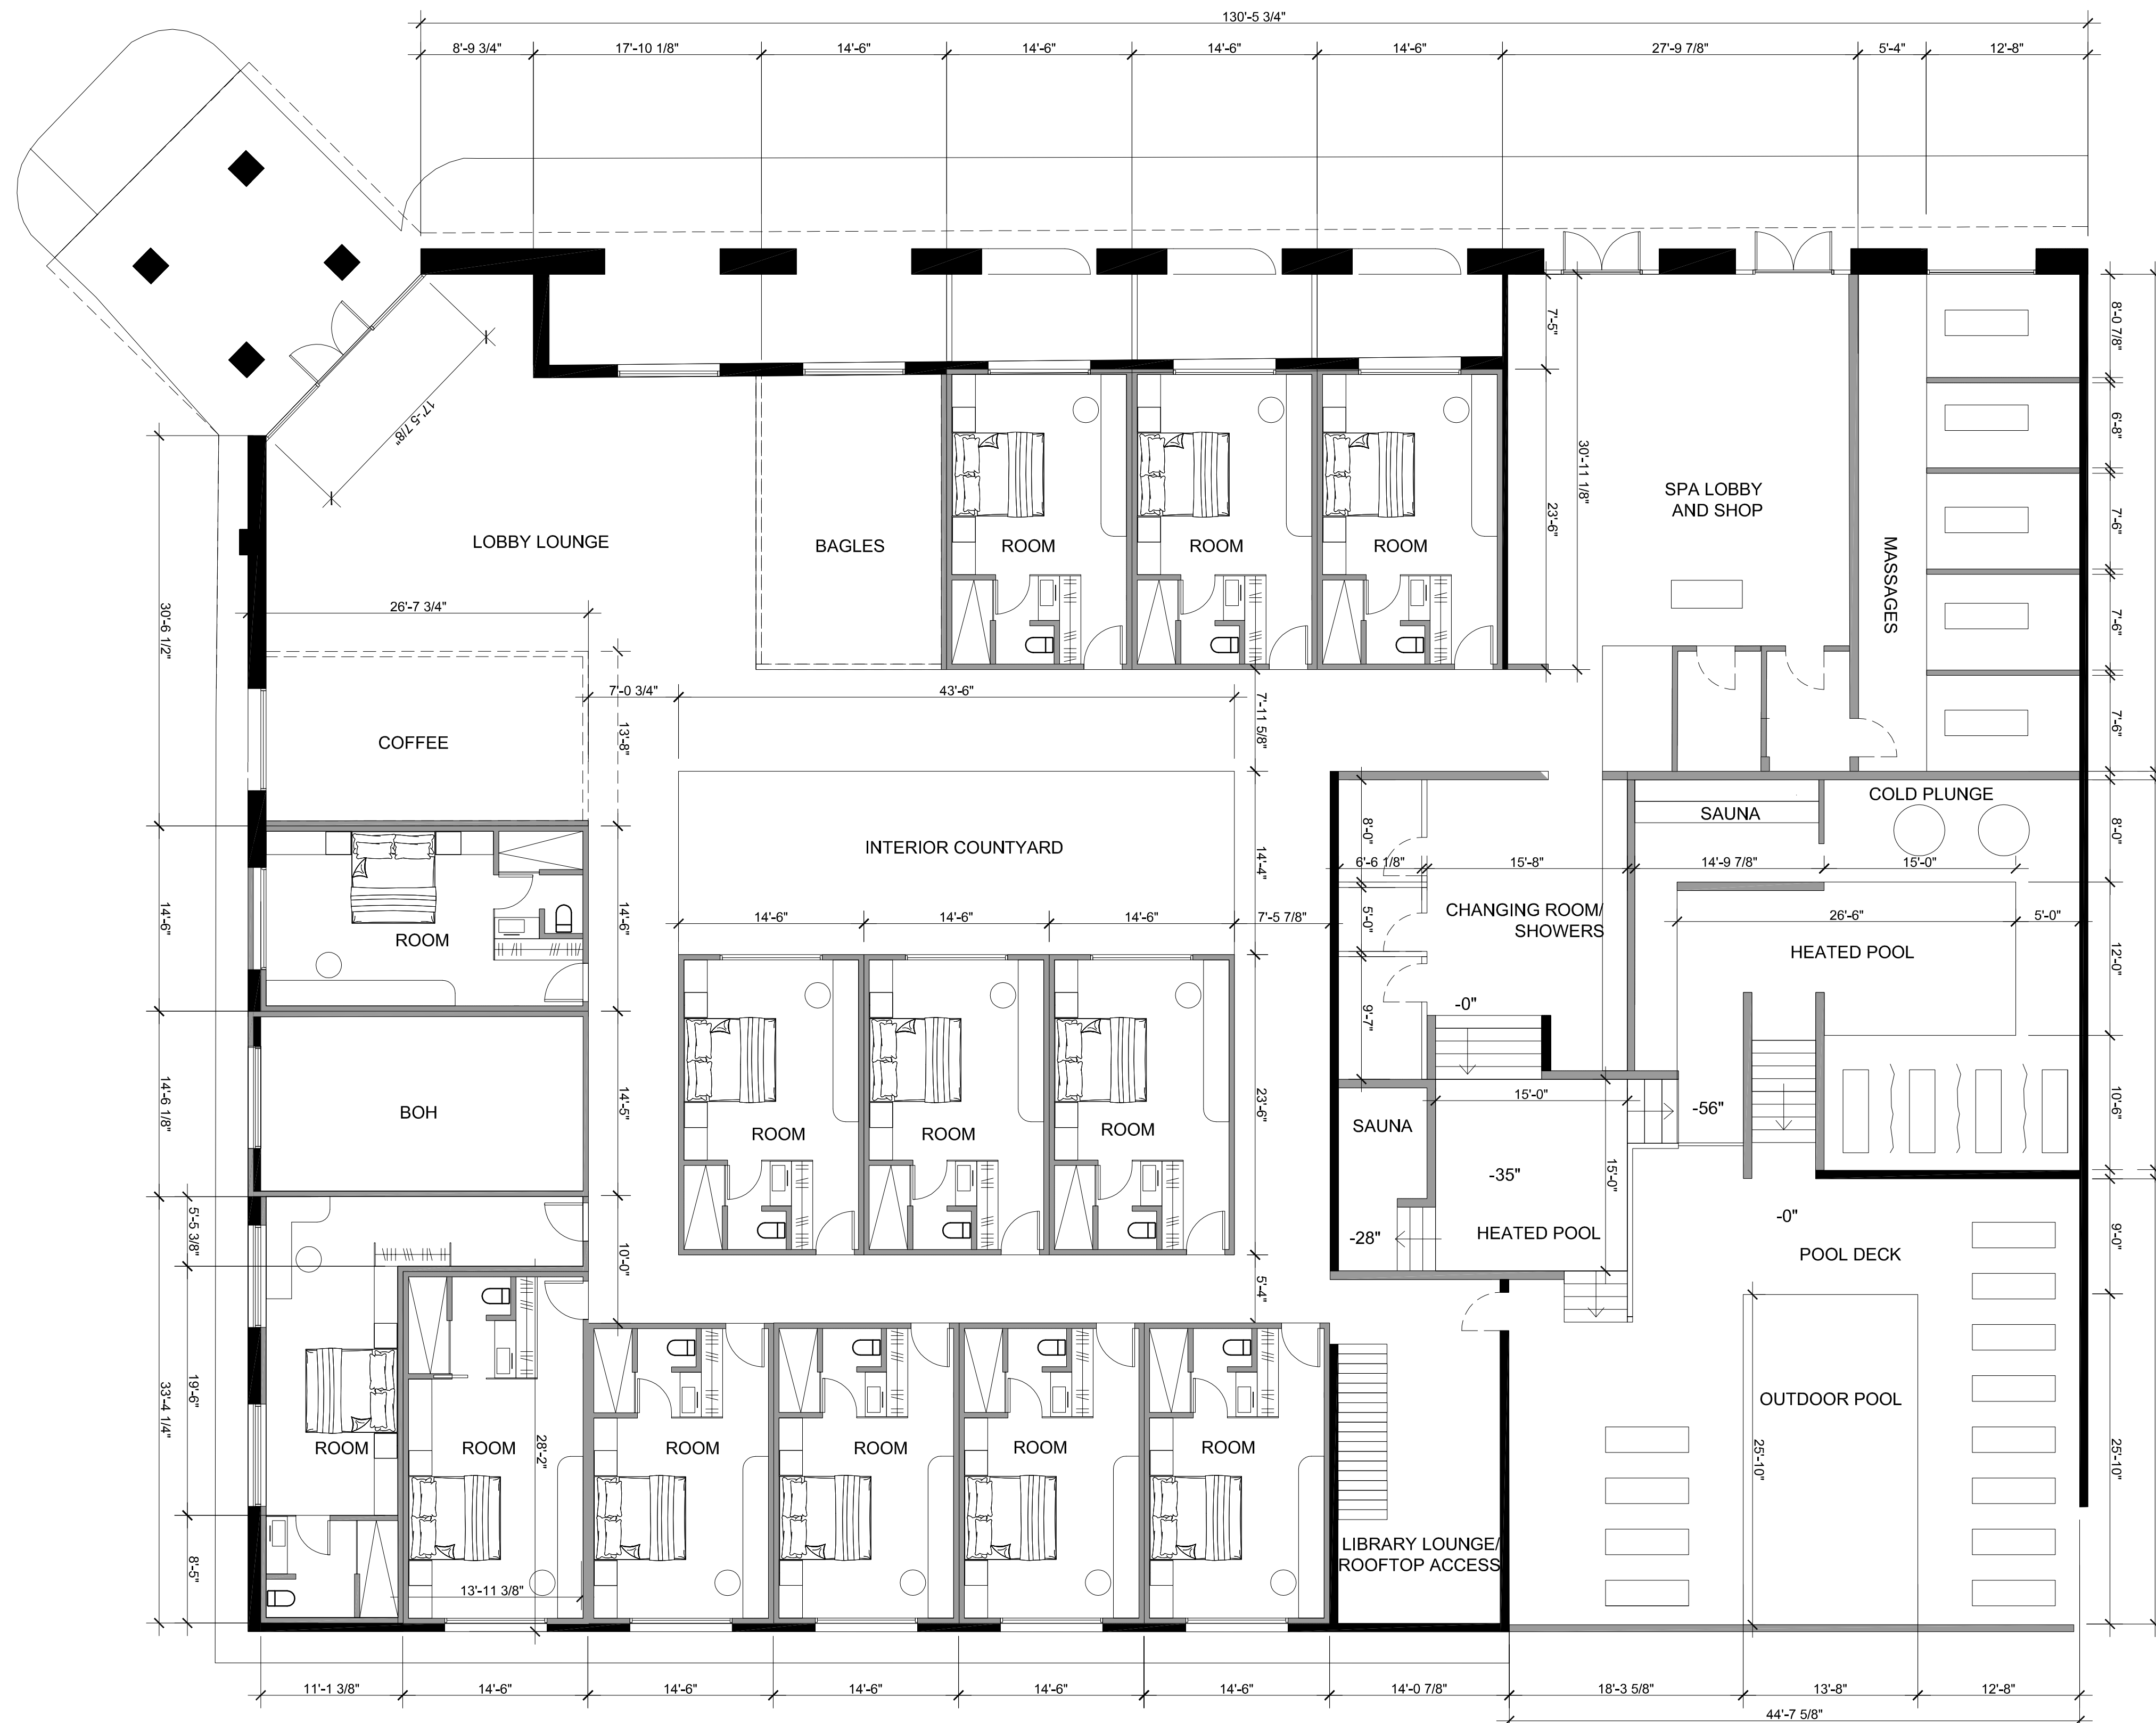 130'-5 3/4"
8'-9 3/4"
17'-10 1/8"
14'-6"
14'-6"
14'-6"
14'-6"
27'-9 7/8"
5'-4"
12'-8"
17'-5 7/8"
7'-5"
30'-11 1/8"
23'-6"
8'-0 7/8"
6'-8"
7'-6"
7'-6"
7'-6"
LOBBY LOUNGE
BAGLES
ROOM
ROOM
ROOM
SPA LOBBY
AND SHOP
MASSAGES
30'-6 1/2"
26'-7 3/4"
7'-0 3/4"
43'-6"
7'-11 5/8"
13'-8"
COFFEE
INTERIOR COUNTYARD
14'-4"
SAUNA
COLD PLUNGE
8'-0"
8'-0"
6'-6 1/8"
15'-8"
14'-9 7/8"
15'-0"
14'-6"
14'-6"
ROOM
14'-6"
14'-6"
14'-6"
7'-5 7/8"
5'-0"
CHANGING ROOM/
SHOWERS
26'-6"
5'-0"
HEATED POOL
12'-0"
9'-7"
-0"
14'-6 1/8"
BOH
14'-5"
ROOM
ROOM
ROOM
23'-6"
SAUNA
15'-0"
-56"
10'-6"
-35"
15'-0"
-28"
HEATED POOL
-0"
POOL DECK
9'-0"
5'-5 3/8"
10'-0"
5'-4"
33'-4 1/4"
19'-6"
8'-5"
ROOM
ROOM
28'-2"
13'-11 3/8"
ROOM
ROOM
ROOM
ROOM
LIBRARY LOUNGE/
ROOFTOP ACCESS
OUTDOOR POOL
25'-10"
25'-10"
11'-1 3/8"
14'-6"
14'-6"
14'-6"
14'-6"
14'-6"
14'-0 7/8"
18'-3 5/8"
13'-8"
12'-8"
44'-7 5/8"